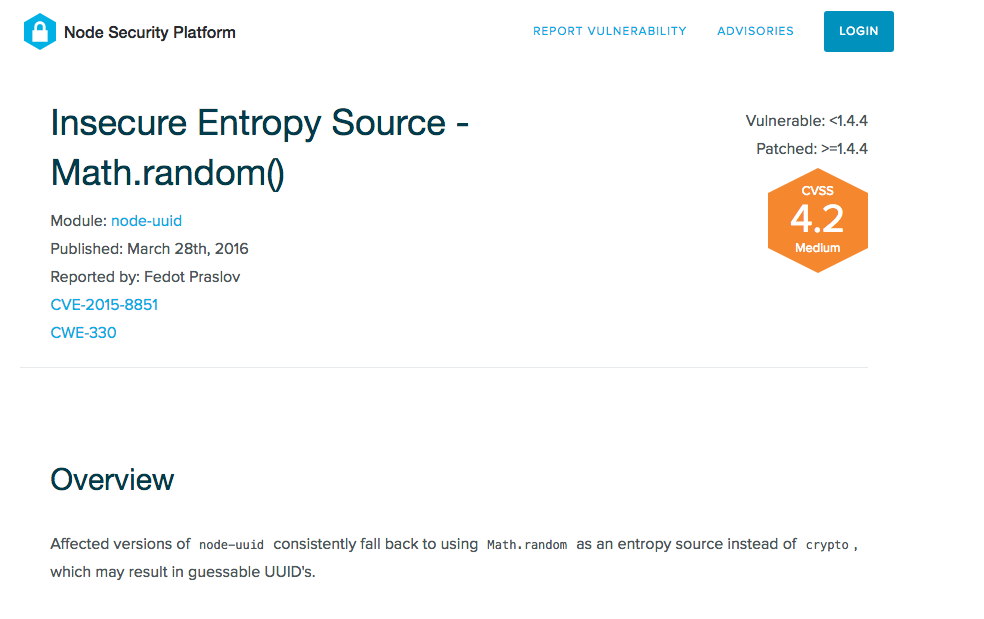 Node Security Platform
REPORT VULNERABILITY
ADVISORIES
LOGIN
Insecure Entropy Source -
Math.random()
Module: node-uuid
Published: March 28th, 2016
Reported by: Fedot Praslov
CVE-2015-8851
CWE-330
Vulnerable: <1.4.4
Patched: >=1.4.4
CVSS
4.2
Medium
Overview
Affected versions of node-uuid consistently fall back to using Math.random as an entropy source instead of crypto,
which may result in guessable UUID's.